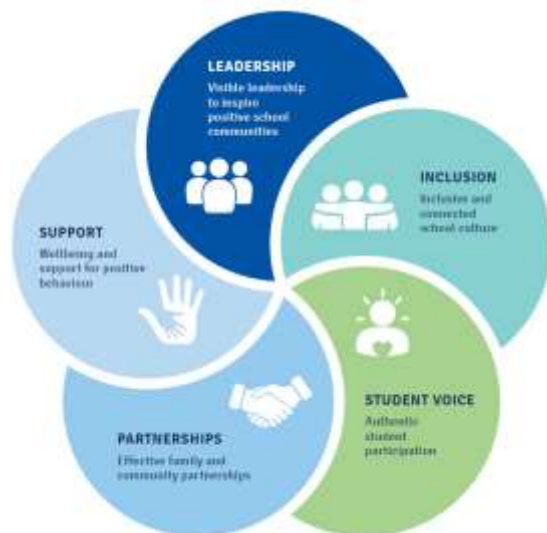 LEADERSHIP
Visible leadership
to inspire
positive school
communities
INCLUSION
Inclusive and
connected
school culture
STUDENT VOICE
Authentic
student
participation
PARTNERSHIPS
Effective family and
community partnerships
SUPPORT
Wellbeing and
support for positive
behaviour